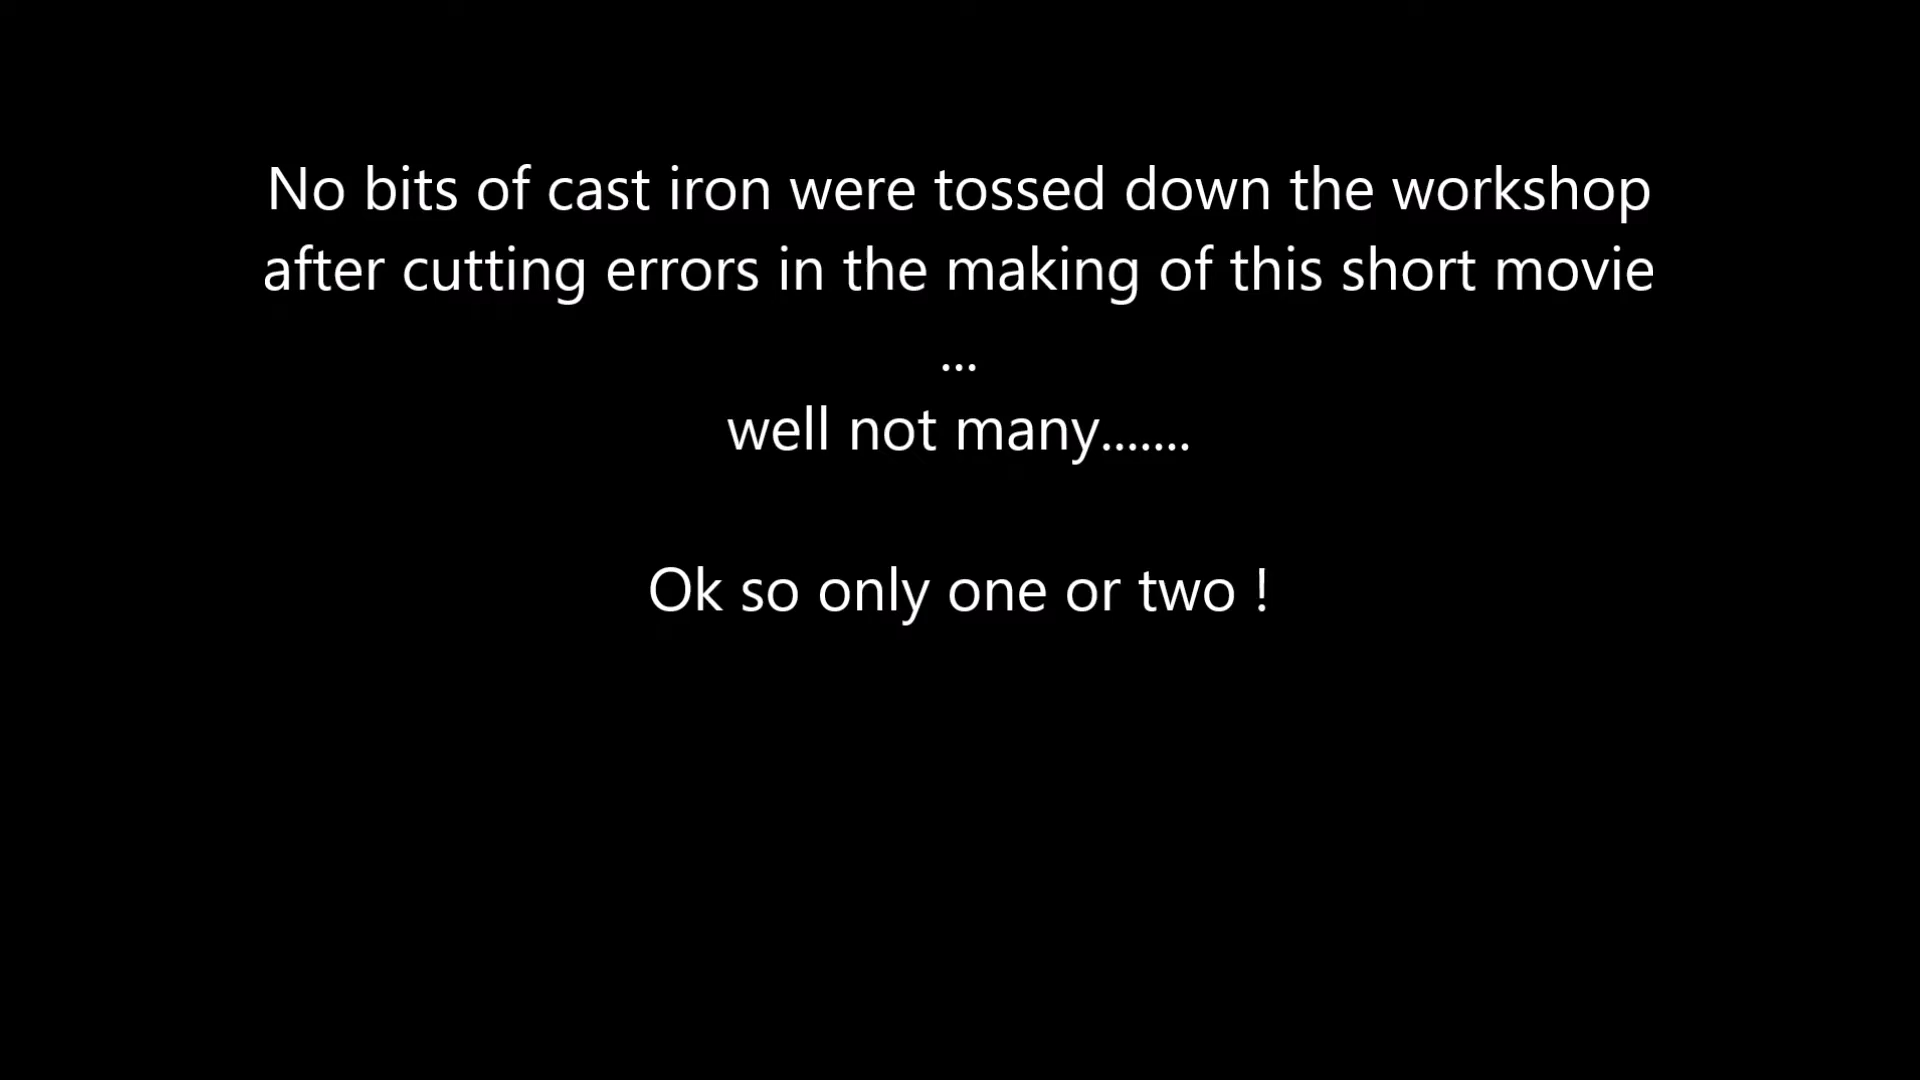 No bits of cast iron were tossed down the workshop
after cutting errors in the making of this short movie
...
well not many.......
Ok so only one or two !